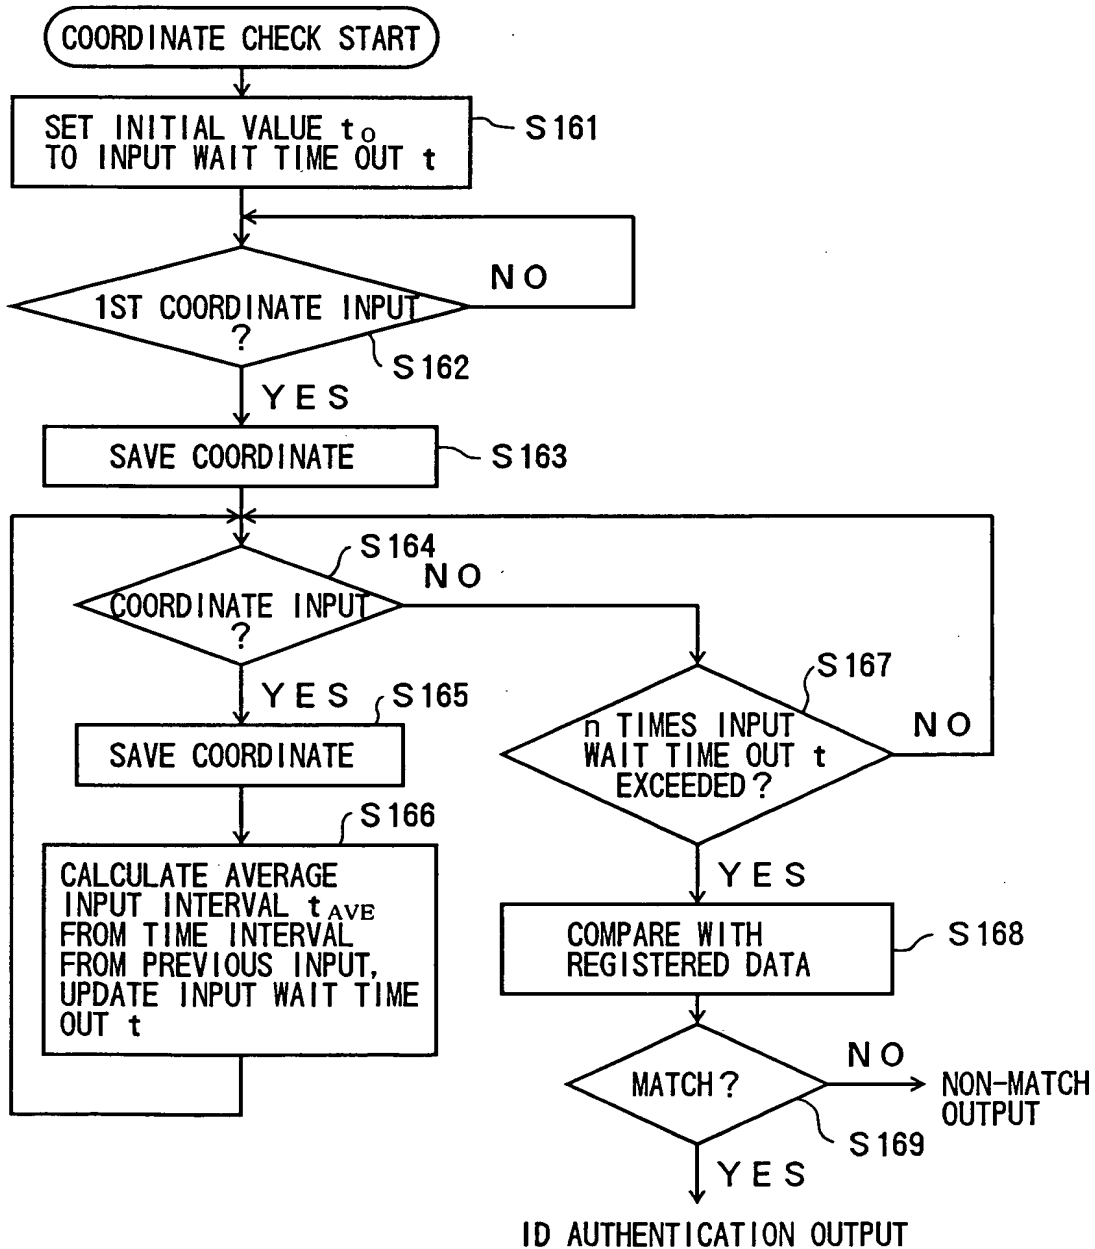 COORDINATE CHECK START
SET INITIAL VALUE t0
TO INPUT WAIT TIME OUT t
S161
1ST COORDINATE INPUT
?
NO
S162
YES
SAVE COORDINATE
S163
S164
COORDINATE INPUT
?
NO
YES
S165
SAVE COORDINATE
S166
CALCULATE AVERAGE
INPUT INTERVAL tAVE
FROM TIME INTERVAL
FROM PREVIOUS INPUT,
UPDATE INPUT WAIT TIME
OUT t
S167
n TIMES INPUT
WAIT TIME OUT t
EXCEEDED?
NO
YES
COMPARE WITH
REGISTERED DATA
S168
MATCH?
NO
NON-MATCH
OUTPUT
S169
YES
ID AUTHENTICATION OUTPUT